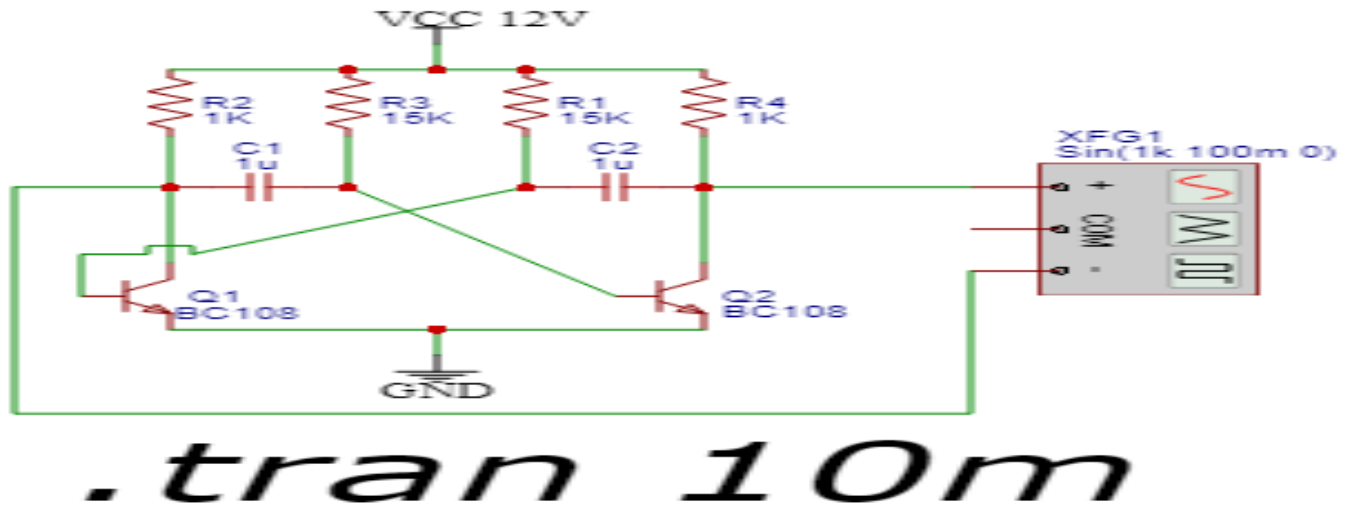 VCC 12V
R2
1K
R3
15K
R1
15K
R4
1K
C1
1u
C2
1u
XFG1
Sin(1k 100m 0)
+
COM
-
Q1
BC108
Q2
BC108
GND
.tran 10m